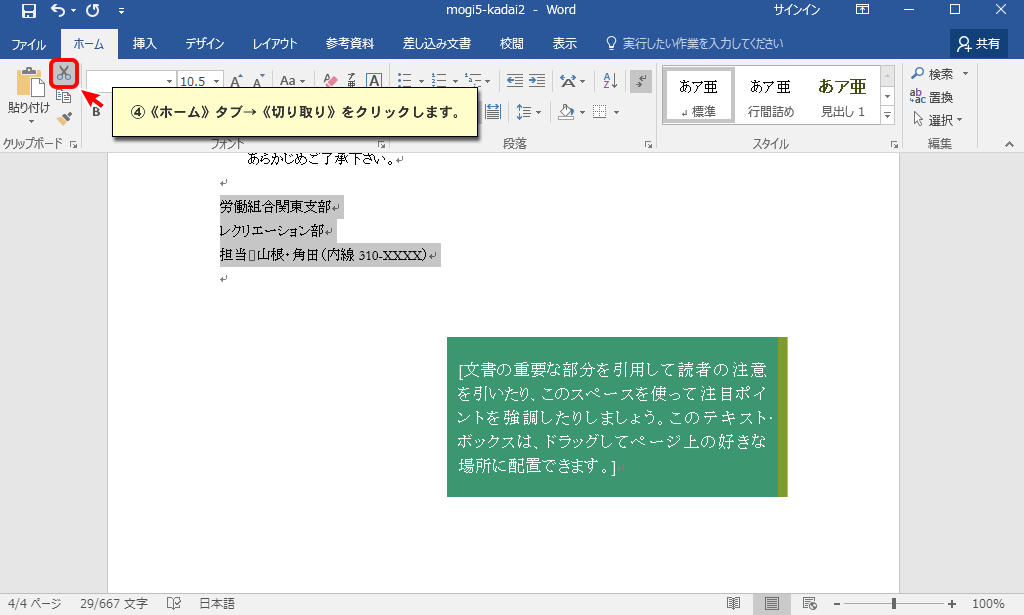 mogi5-kadai2 - Word
サインイン
ファイル
ホーム
挿入
デザイン
レイアウト
参考資料
差し込み文書
校閲
表示
実行したい作業を入力してください
共有
貼り付け
10.5
Aa
B
④《ホーム》タブ→《切り取り》をクリックします。
あア亜
標準
あア亜
行間詰め
あア亜
見出し 1
検索
置換
選択
クリップボード
フォント
段落
スタイル
編集
あらかじめご了承下さい。
労働組合関東支部
レクリエーション部
担当□山根・角田（内線 310-XXXX）
[文書の重要な部分を引用して読者の注意
を引いたり、このスペースを使って注目ポイ
ントを強調したりしましょう。このテキスト
ボックスは、ドラッグしてページ上の好きな
場所に配置できます。]
4/4 ページ
29/667 文字
日本語
100%